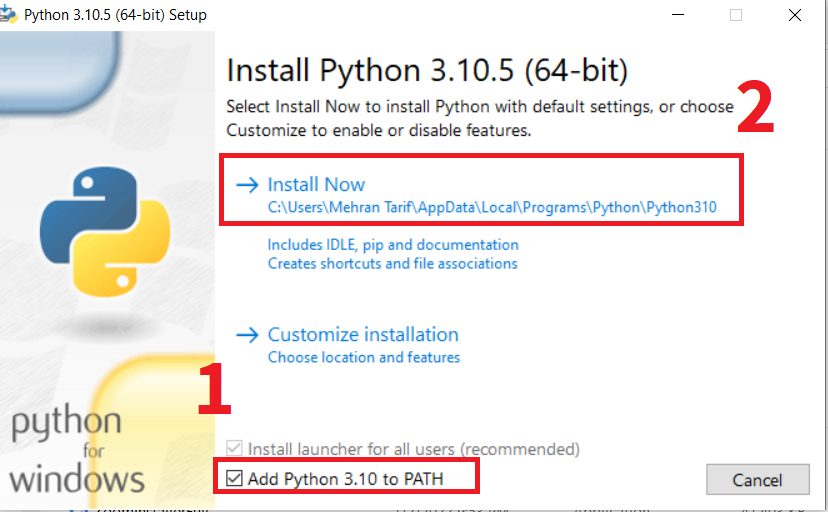 Python 3.10.5 (64-bit) Setup
Install Python 3.10.5 (64-bit)
Select Install Now to install Python with default settings, or choose
Customize to enable or disable features.
2
Install Now
C:\Users\Mehran Tarif\AppData\Local\Programs\Python\Python310
Includes IDLE, pip and documentation
Creates shortcuts and file associations
Customize installation
Choose location and features
1
python
for
windows
Install launcher for all users (recommended)
Add Python 3.10 to PATH
Cancel